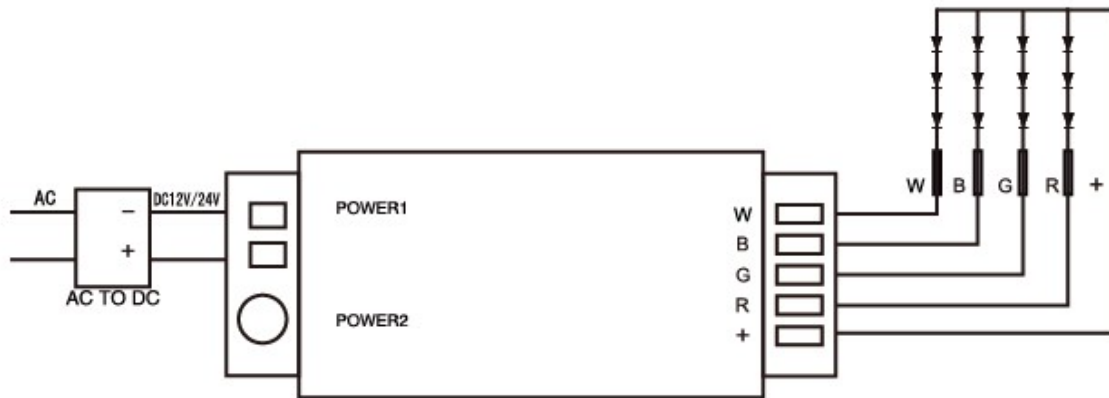 AC
DC12V/24V
−
+
AC TO DC
POWER1
POWER2
W
B
G
R
+
W B G R +